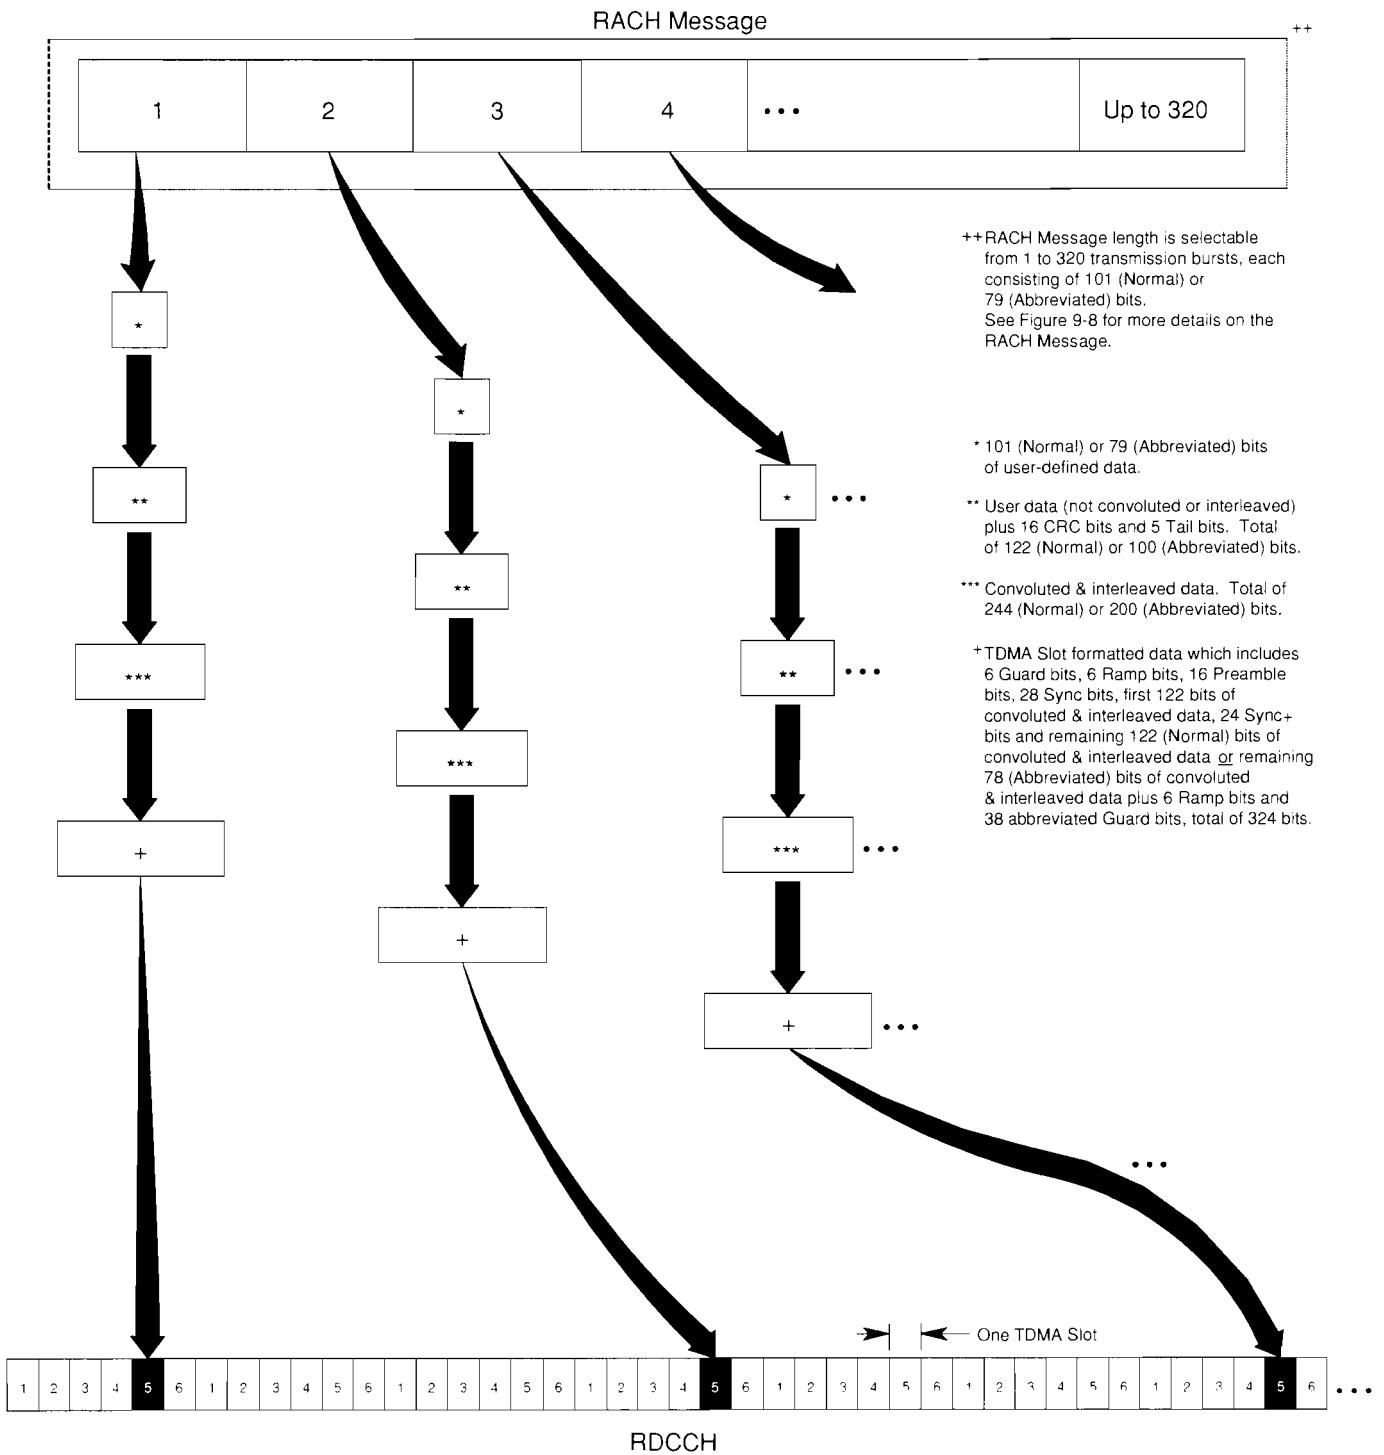 RACH Message
++
1 2 3 4 • • • Up to 320
++RACH Message length is selectable
from 1 to 320 transmission bursts, each
consisting of 101 (Normal) or
79 (Abbreviated) bits.
See Figure 9-8 for more details on the
RACH Message.
*
*
* • • •
* 101 (Normal) or 79 (Abbreviated) bits
of user-defined data.
** User data (not convoluted or interleaved)
plus 16 CRC bits and 5 Tail bits. Total
of 122 (Normal) or 100 (Abbreviated) bits.
*** Convoluted & interleaved data. Total of
244 (Normal) or 200 (Abbreviated) bits.
+TDMA Slot formatted data which includes
6 Guard bits, 6 Ramp bits, 16 Preamble
bits, 28 Sync bits, first 122 bits of
convoluted & interleaved data, 24 Sync+
bits and remaining 122 (Normal) bits of
convoluted & interleaved data or remaining
78 (Abbreviated) bits of convoluted
& interleaved data plus 6 Ramp bits and
38 abbreviated Guard bits, total of 324 bits.
**
**
** • • •
***
***
*** • • •
+
+
+ • • •
• • •
One TDMA Slot
1 2 3 4 5 6 1 2 3 4 5 6 1 2 3 4 5 6 1 2 3 4 5 6 1 2 3 4 5 6 1 2 3 4 5 6 1 2 3 4 5 6 • • •
RDCCH